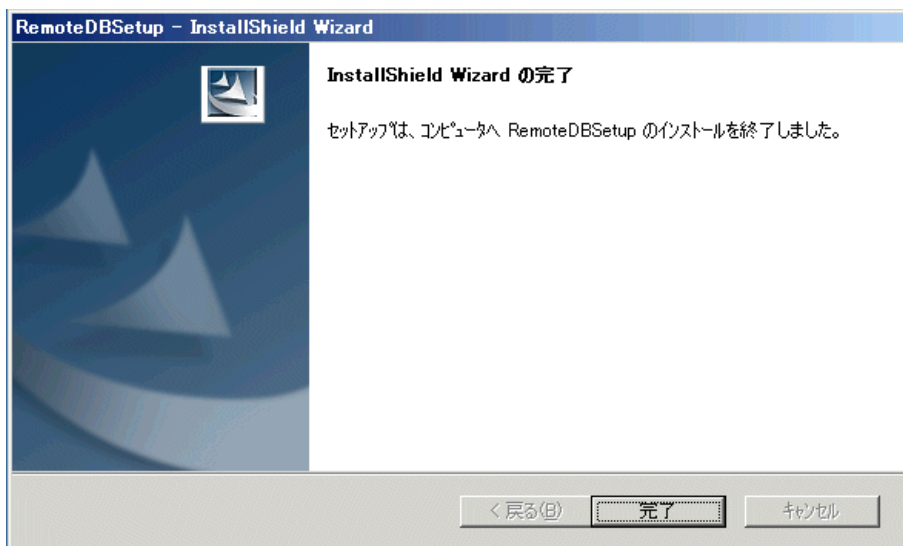 RemoteDBSetup - InstallShield Wizard
InstallShield Wizard の完了
セットアップは、コンピュータへ RemoteDBSetup のインストールを終了しました。
< 戻る(B)
完了
キャンセル